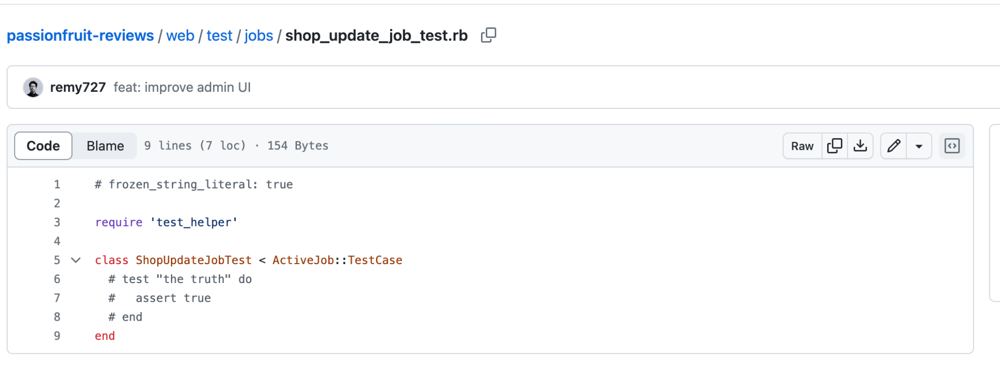 passionfruit-reviews / web / test / jobs / shop_update_job_test.rb
remy727 feat: improve admin UI
Code Blame 9 lines (7 loc) · 154 Bytes Raw
1 # frozen_string_literal: true
2
3 require 'test_helper'
4
5 class ShopUpdateJobTest < ActiveJob::TestCase
6   # test "the truth" do
7   #   assert true
8   # end
9 end